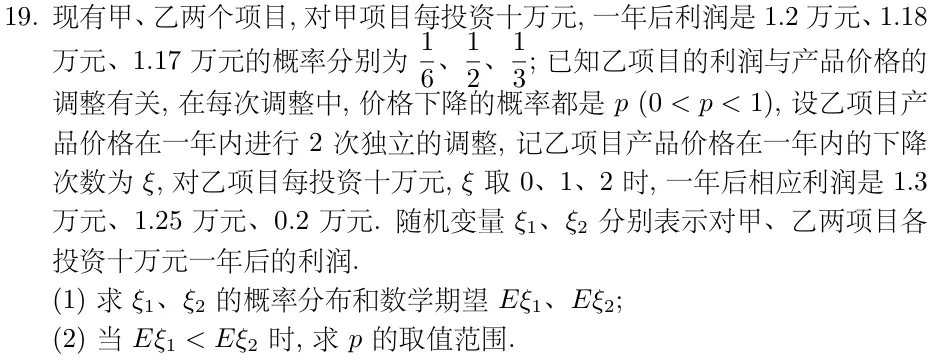 19. 现有甲、乙两个项目, 对甲项目每投资十万元, 一年后利润是 1.2 万元、1.18
万元、1.17 万元的概率分别为 1/6、1/2、1/3; 已知乙项目的利润与产品价格的
调整有关, 在每次调整中, 价格下降的概率都是 p (0 < p < 1), 设乙项目产
品价格在一年内进行 2 次独立的调整, 记乙项目产品价格在一年内的下降
次数为 ξ, 对乙项目每投资十万元, ξ 取 0、1、2 时, 一年后相应利润是 1.3
万元、1.25 万元、0.2 万元. 随机变量 ξ₁、ξ₂ 分别表示对甲、乙两项目各
投资十万元一年后的利润.
(1) 求 ξ₁、ξ₂ 的概率分布和数学期望 Eξ₁、Eξ₂;
(2) 当 Eξ₁ < Eξ₂ 时, 求 p 的取值范围.